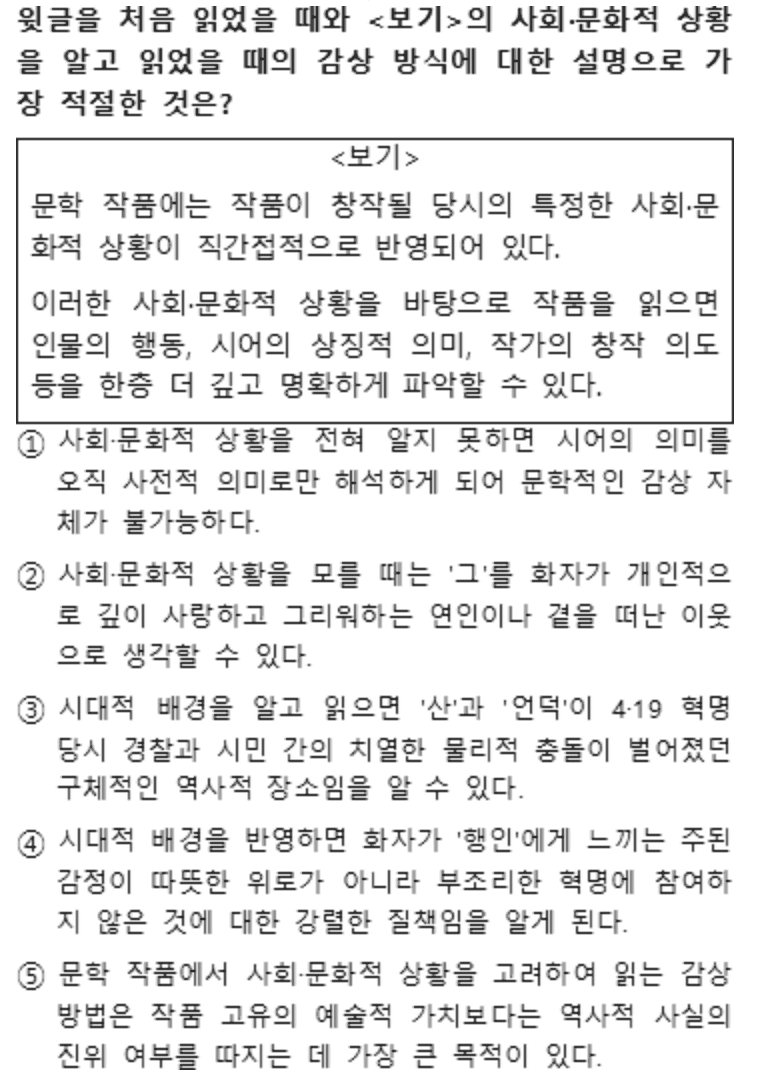 윗글을 처음 읽었을 때와 <보기>의 사회·문화적 상황
을 알고 읽었을 때의 감상 방식에 대한 설명으로 가
장 적절한 것은?
<보기>
문학 작품에는 작품이 창작될 당시의 특정한 사회·문
화적 상황이 직간접적으로 반영되어 있다.
이러한 사회·문화적 상황을 바탕으로 작품을 읽으면
인물의 행동, 시어의 상징적 의미, 작가의 창작 의도
등을 한층 더 깊고 명확하게 파악할 수 있다.
① 사회·문화적 상황을 전혀 알지 못하면 시어의 의미를
오직 사전적 의미로만 해석하게 되어 문학적인 감상 자
체가 불가능하다.
② 사회·문화적 상황을 모를 때는 '그'를 화자가 개인적으
로 깊이 사랑하고 그리워하는 연인이나 곁을 떠난 이웃
으로 생각할 수 있다.
③ 시대적 배경을 알고 읽으면 '산'과 '언덕'이 4·19 혁명
당시 경찰과 시민 간의 치열한 물리적 충돌이 벌어졌던
구체적인 역사적 장소임을 알 수 있다.
④ 시대적 배경을 반영하면 화자가 '행인'에게 느끼는 주된
감정이 따뜻한 위로가 아니라 부조리한 혁명에 참여하
지 않은 것에 대한 강렬한 질책임을 알게 된다.
⑤ 문학 작품에서 사회·문화적 상황을 고려하여 읽는 감상
방법은 작품 고유의 예술적 가치보다는 역사적 사실의
진위 여부를 따지는 데 가장 큰 목적이 있다.